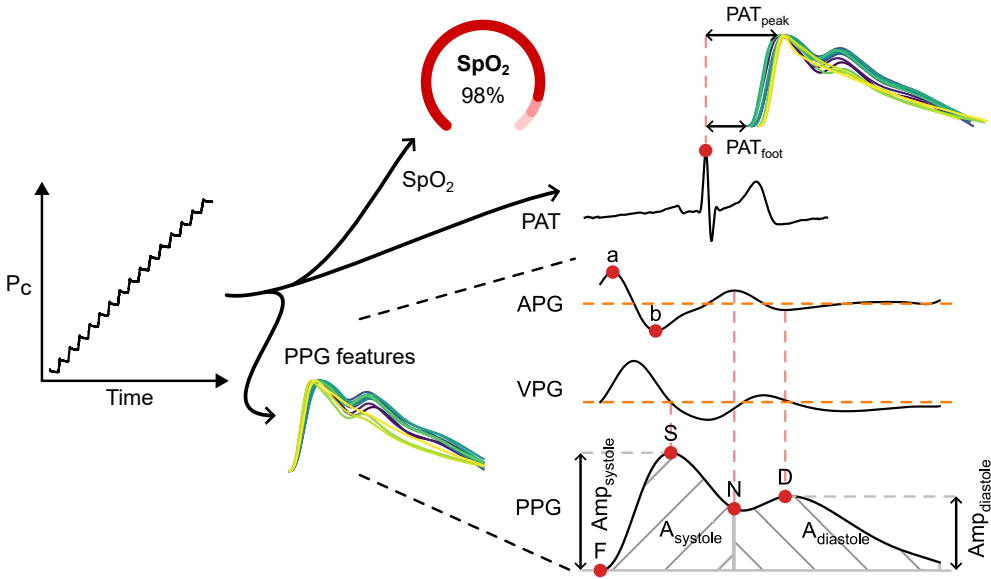 PAT_peak
SpO₂
98%
PAT_foot
SpO₂
PAT
P_C
Time
PPG features
a
b
APG
VPG
S
N
D
F
PPG
Amp_systole
A_systole
A_diastole
Amp_diastole